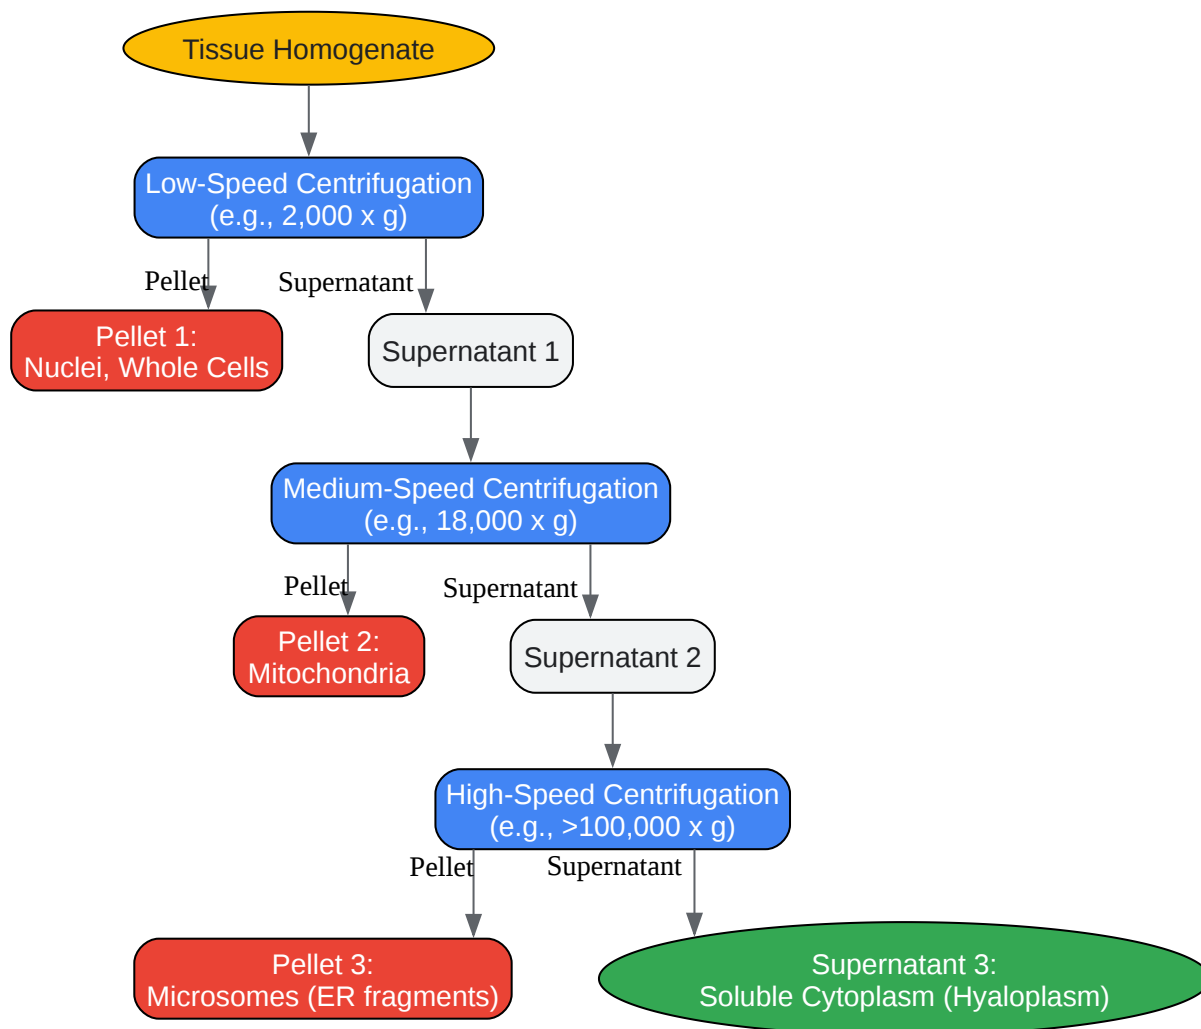 Tissue Homogenate
Low-Speed Centrifugation
(e.g., 2,000 x g)
Pellet
Supernatant
Pellet 1:
Nuclei, Whole Cells
Supernatant 1
Medium-Speed Centrifugation
(e.g., 18,000 x g)
Pellet
Supernatant
Pellet 2:
Mitochondria
Supernatant 2
High-Speed Centrifugation
(e.g., >100,000 x g)
Pellet
Supernatant
Pellet 3:
Microsomes (ER fragments)
Supernatant 3:
Soluble Cytoplasm (Hyaloplasm)